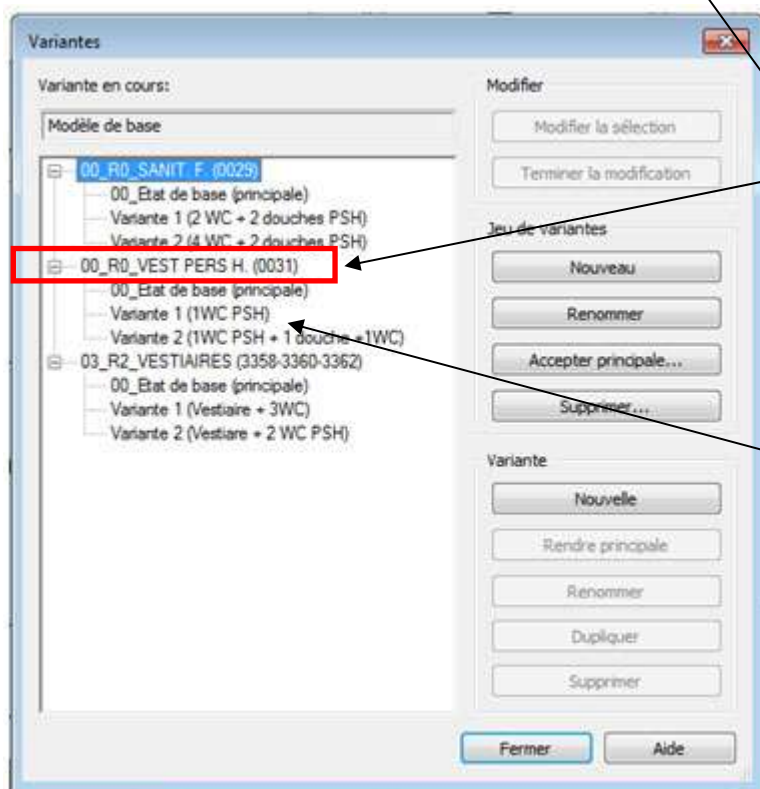 Variantes
Variante en cours:
Modèle de base
00_R0_SANIT. F. (0029)
00_Etat de base (principale)
Variante 1 (2 WC + 2 douches PSH)
Variante 2 (4 WC + 2 douches PSH)
00_R0_VEST PERS H. (0031)
00_Etat de base (principale)
Variante 1 (1WC PSH)
Variante 2 (1WC PSH + 1 douche +1WC)
03_R2_VESTIAIRES (3358-3360-3362)
00_Etat de base (principale)
Variante 1 (Vestiaire + 3WC)
Variante 2 (Vestiare + 2 WC PSH)
Modifier
Modifier la sélection
Terminer la modification
Jeu de variantes
Nouveau
Renommer
Accepter principale...
Supprimer...
Variante
Nouvelle
Rendre principale
Renommer
Dupliquer
Supprimer
Fermer
Aide